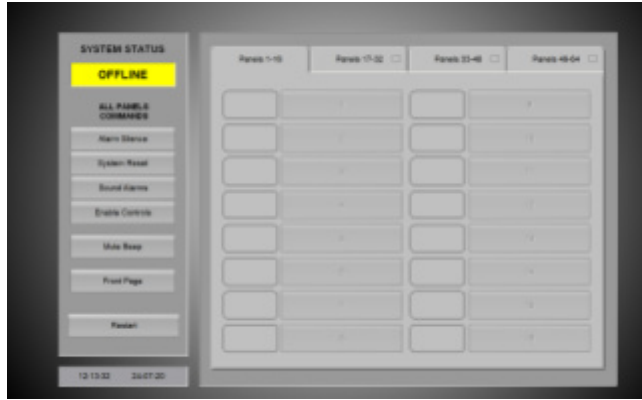 SYSTEM STATUS
OFFLINE
ALL PANELS
COMMANDS
Alarm Silence
System Reset
Sound Alarms
Enable Controls
Mute Beep
Front Page
Restart
12:13:32 24/07/20
Panels 1-16
Panels 17-32
Panels 33-48
Panels 49-64